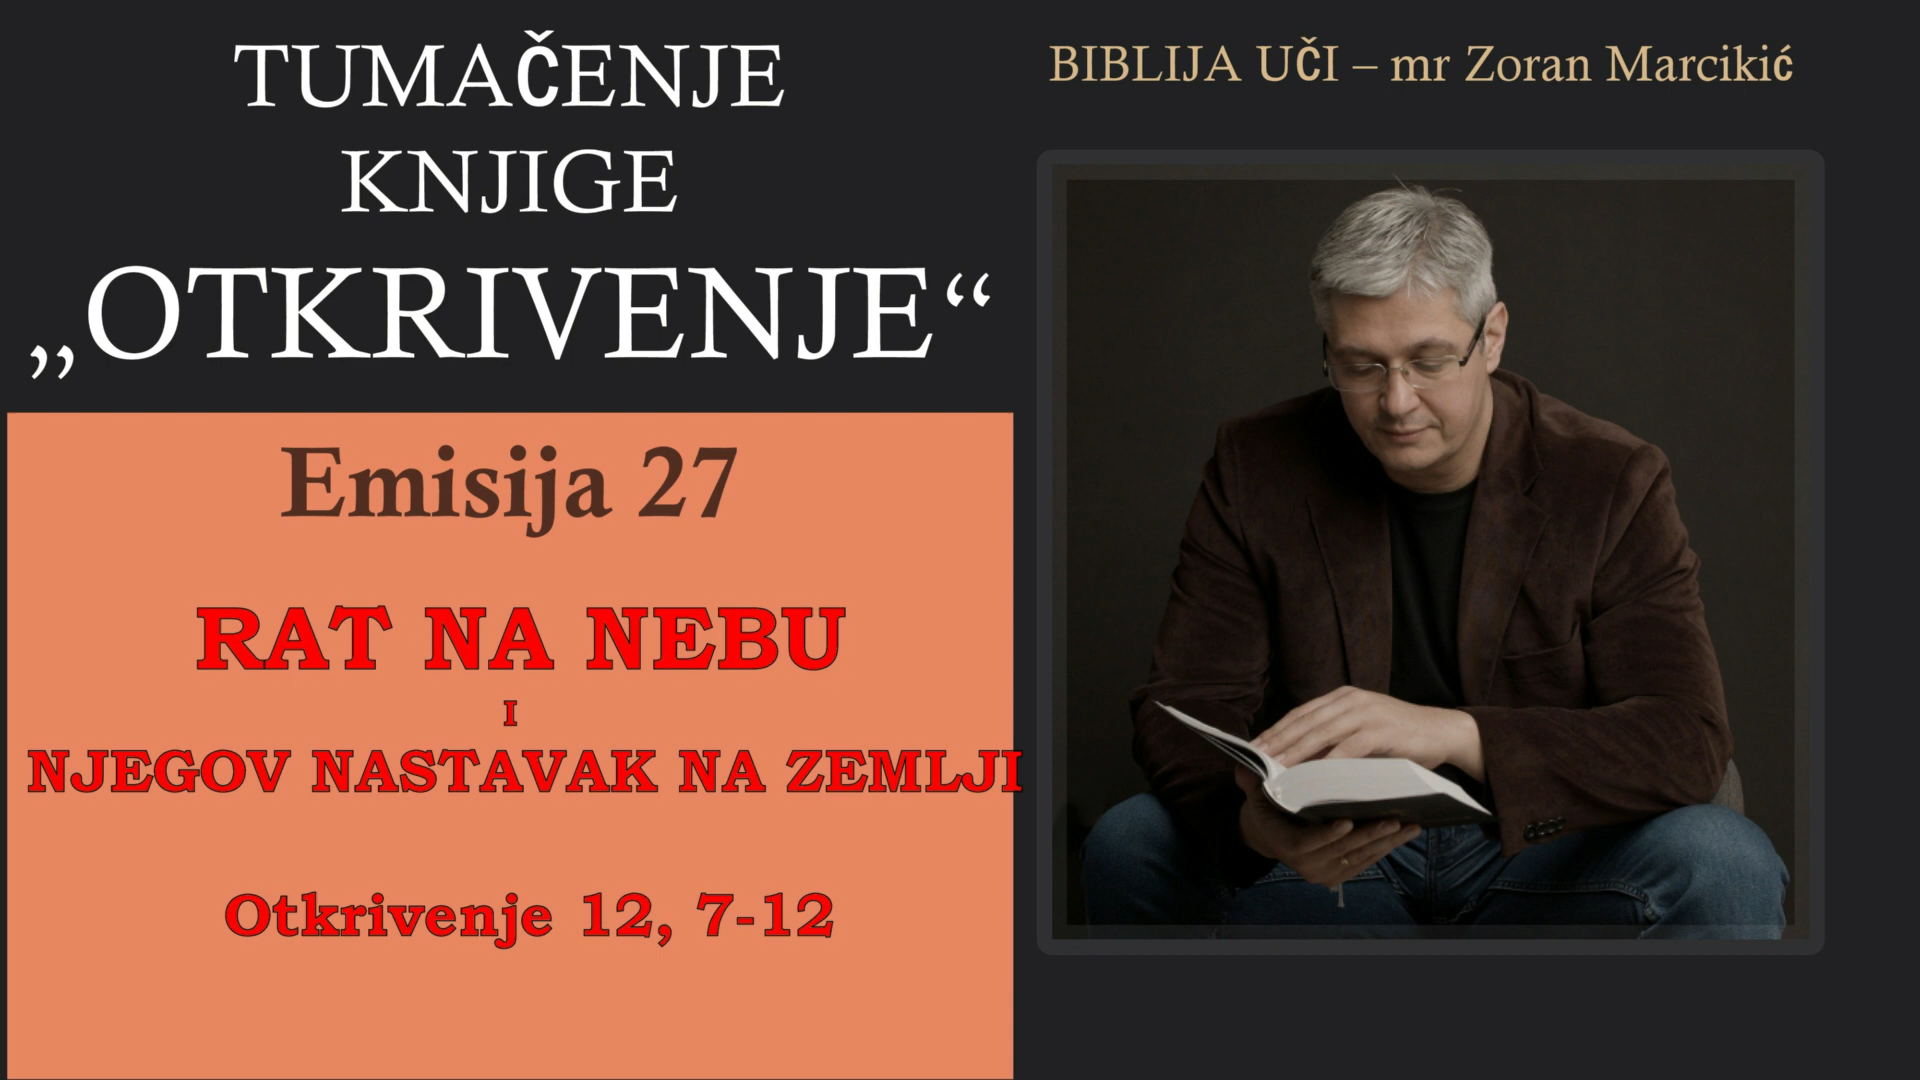 TUMAČENJE
KNJIGE
„OTKRIVENJE“
BIBLIJA UČI – mr Zoran Marcikić
Emisija 27
RAT NA NEBU
I
NJEGOV NASTAVAK NA ZEMLJI
Otkrivenje 12, 7-12